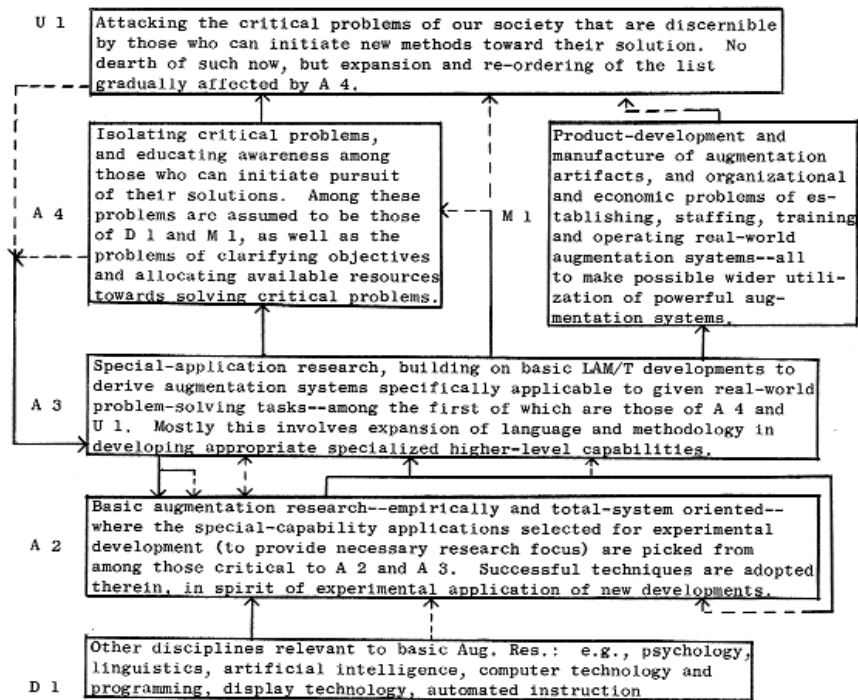 U 1
Attacking the critical problems of our society that are discernible
by those who can initiate new methods toward their solution. No
dearth of such now, but expansion and re-ordering of the list
gradually affected by A 4.
A 4
Isolating critical problems,
and educating awareness among
those who can initiate pursuit
of their solutions. Among these
problems are assumed to be those
of D 1 and M 1, as well as the
problems of clarifying objectives
and allocating available resources
towards solving critical problems.
M 1
Product-development and
manufacture of augmentation
artifacts, and organizational
and economic problems of es-
tablishing, staffing, training
and operating real-world
augmentation systems--all
to make possible wider utili-
zation of powerful aug-
mentation systems.
A 3
Special-application research, building on basic LAM/T developments to
derive augmentation systems specifically applicable to given real-world
problem-solving tasks--among the first of which are those of A 4 and
U 1. Mostly this involves expansion of language and methodology in
developing appropriate specialized higher-level capabilities.
A 2
Basic augmentation research--empirically and total-system oriented--
where the special-capability applications selected for experimental
development (to provide necessary research focus) are picked from
among those critical to A 2 and A 3. Successful techniques are adopted
therein, in spirit of experimental application of new developments.
D 1
Other disciplines relevant to basic Aug. Res.: e.g., psychology,
linguistics, artificial intelligence, computer technology and
programming, display technology, automated instruction